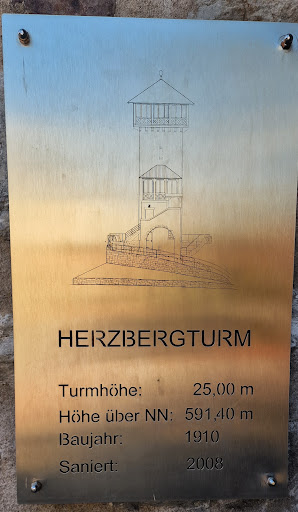 HERZBERGTURM
Turmhöhe: 25,00 m
Höhe über NN: 591,40 m
Baujahr: 1910
Saniert: 2008